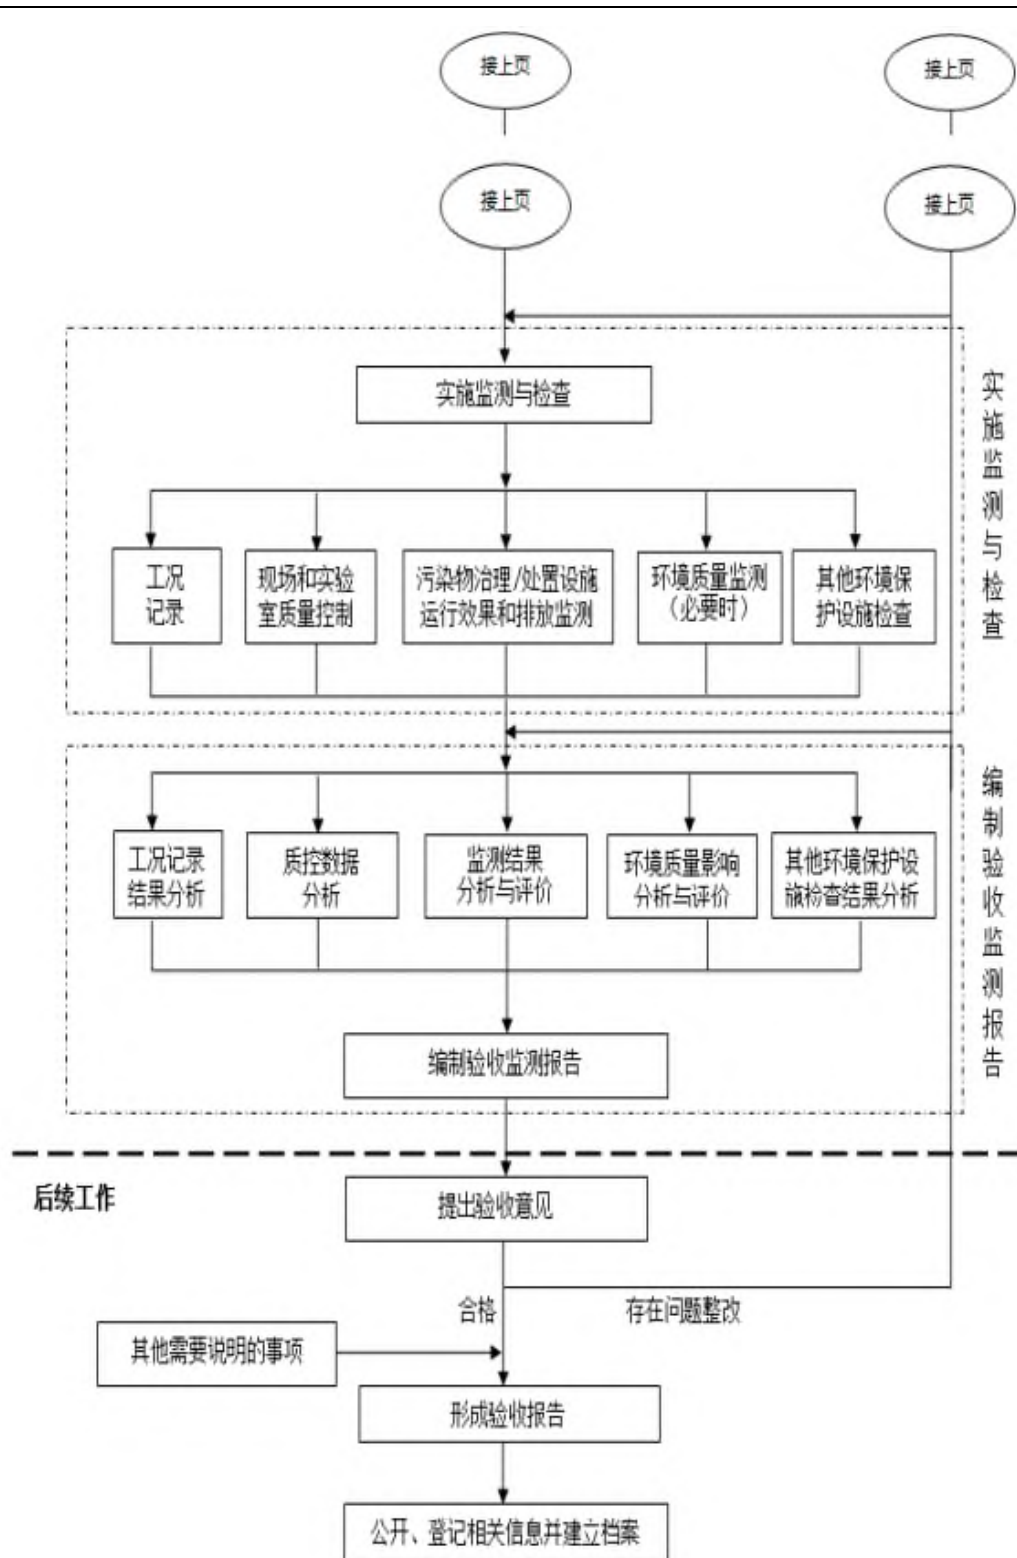 接上页
接上页
接上页
接上页
实施监测与检查
实施监测与检查
工况
记录
现场和实验
室质量控制
污染物治理/处置设施
运行效果和排放监测
环境质量监测
（必要时）
其他环境保
护设施检查
编制验收监测报告
工况记录
结果分析
质控数据
分析
监测结果
分析与评价
环境质量影响
分析与评价
其他环境保护设
施检查结果分析
编制验收监测报告
后续工作
提出验收意见
合格
存在问题整改
其他需要说明的事项
形成验收报告
公开、登记相关信息并建立档案